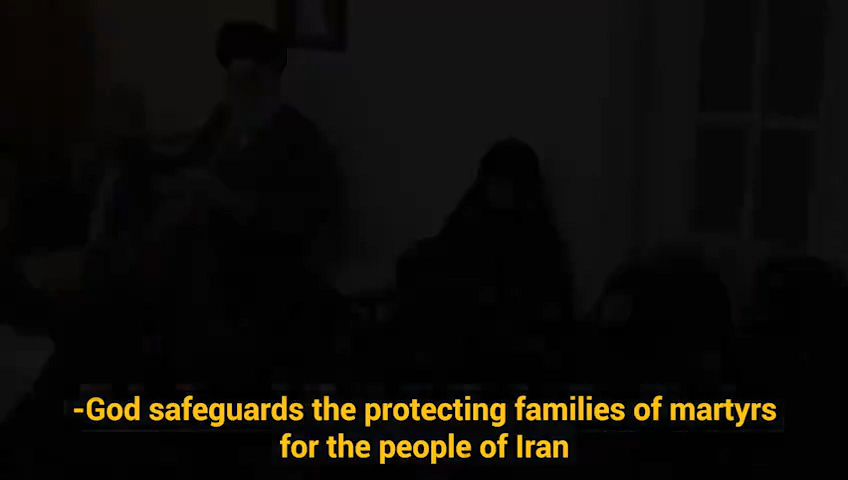 -God safeguards the protecting families of martyrs
for the people of Iran